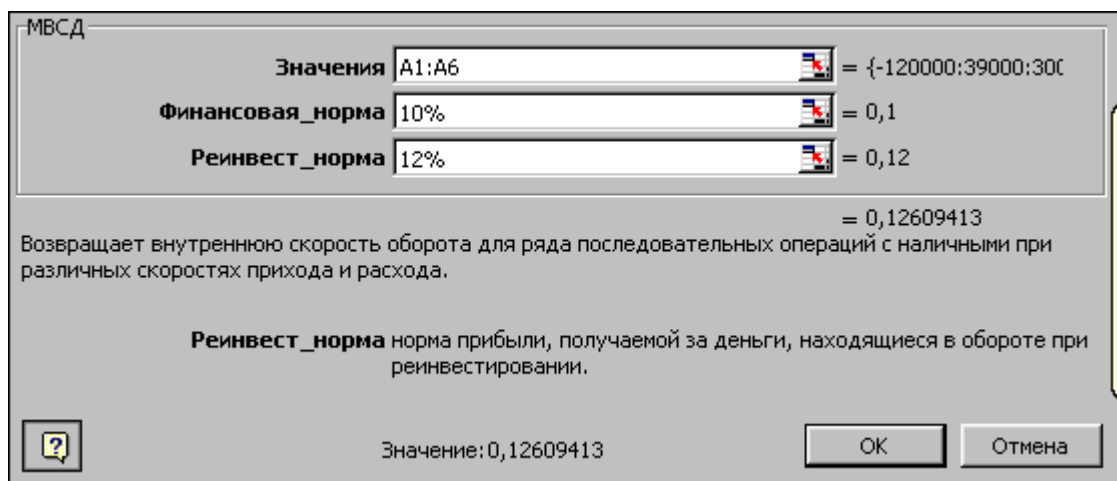 МВСД
Значения A1:A6 = {-120000:39000:300
Финансовая_норма 10% = 0,1
Реинвест_норма 12% = 0,12
= 0,12609413
Возвращает внутреннюю скорость оборота для ряда последовательных операций с наличными при
различных скоростях прихода и расхода.
Реинвест_норма норма прибыли, получаемой за деньги, находящиеся в обороте при
реинвестировании.
? Значение:0,12609413 OK Отмена